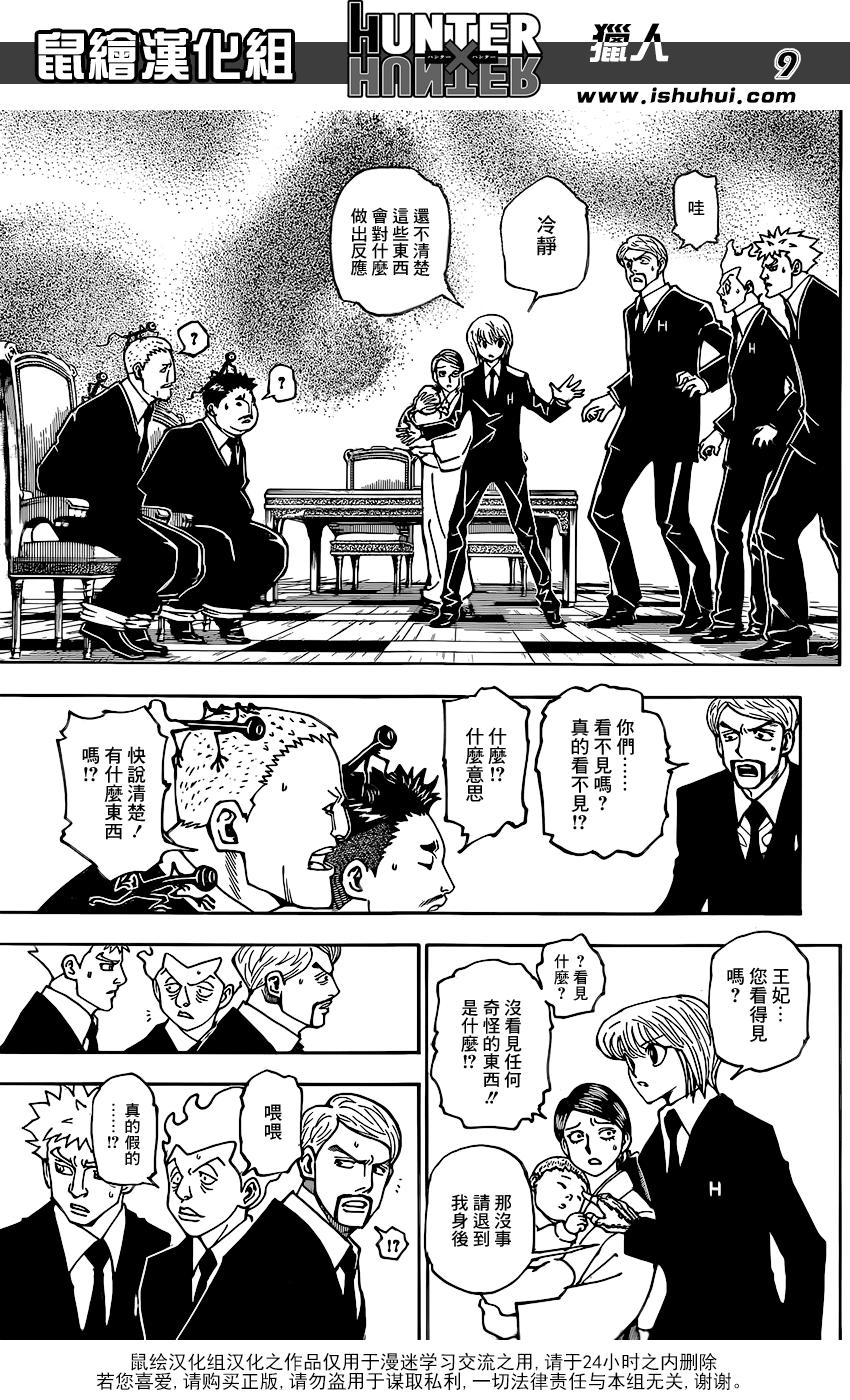 鼠繪漢化組
HUNTER
×
ハンター ハンター
HUNTER
獵人
9
www.ishuhui.com
哇
冷靜
還不清楚
這些東西
會對什麼
做出反應
?
?
你們……
看不見嗎?
真的看不見!?
什麼!?
什麼意思
快說清楚!
有什麼東西
嗎!?
H
H
H
王妃…
您看得見
嗎?
?看見
什麼?
沒看見任何
奇怪的東西!!
是什麼!?
那沒事
請退到
我身後
H
喂喂
真的假的
……!?
!?
鼠绘汉化组汉化之作品仅用于漫迷学习交流之用, 请于24小时之内删除
若您喜爱, 请购买正版, 请勿盗用于谋取私利, 一切法律责任与本组无关, 谢谢。